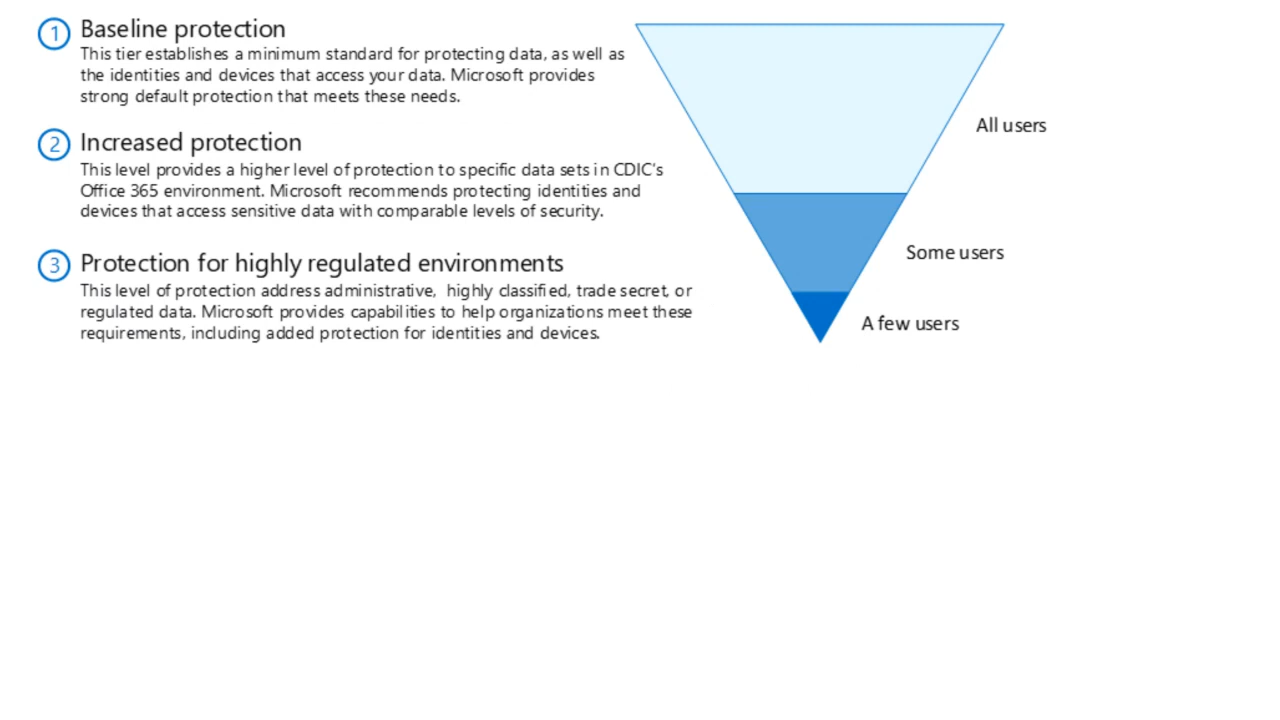 1 Baseline protection
This tier establishes a minimum standard for protecting data, as well as
the identities and devices that access your data. Microsoft provides
strong default protection that meets these needs.
All users
2 Increased protection
This level provides a higher level of protection to specific data sets in CDIC's
Office 365 environment. Microsoft recommends protecting identities and
devices that access sensitive data with comparable levels of security.
Some users
3 Protection for highly regulated environments
This level of protection address administrative, highly classified, trade secret, or
regulated data. Microsoft provides capabilities to help organizations meet these
requirements, including added protection for identities and devices.
A few users